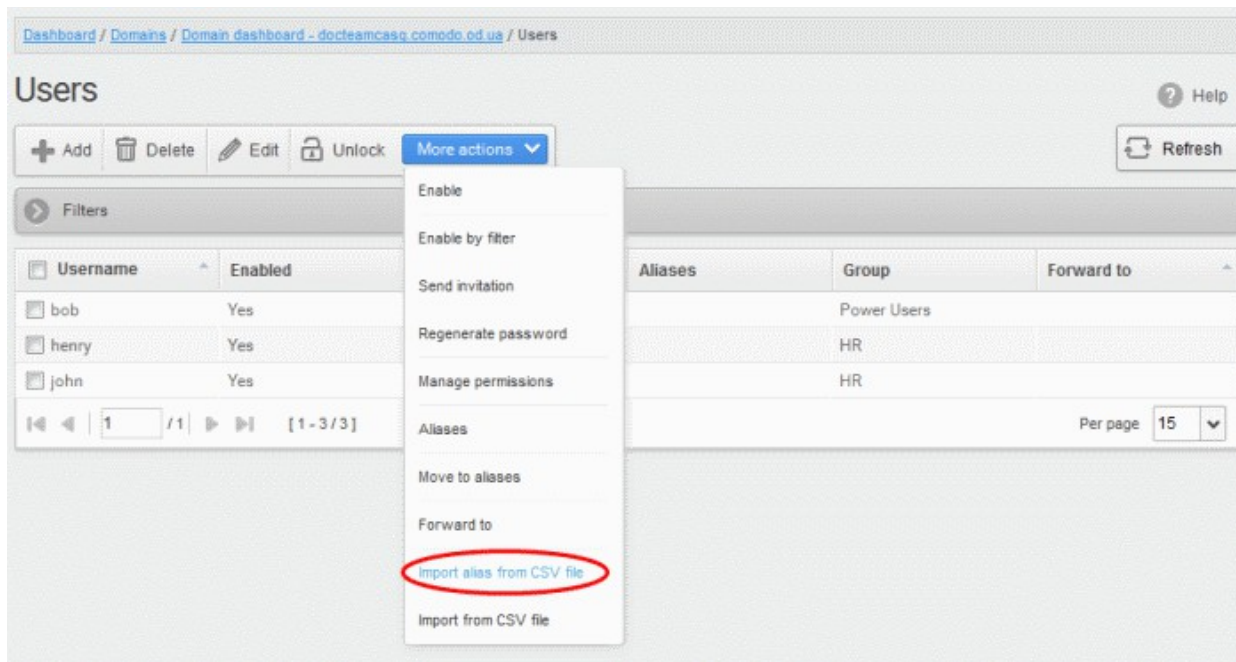 Dashboard / Domains / Domain dashboard - docteamcasg.comodo.od.ua / Users
Users
Help
Add Delete Edit Unlock More actions Refresh
Enable
Filters
Enable by filter
Username Enabled Aliases Group Forward to
Send invitation
bob Yes Power Users
Regenerate password
henry Yes HR
john Yes HR
Manage permissions
1 /1 [1-3/3] Per page 15
Aliases
Move to aliases
Forward to
Import alias from CSV file
Import from CSV file